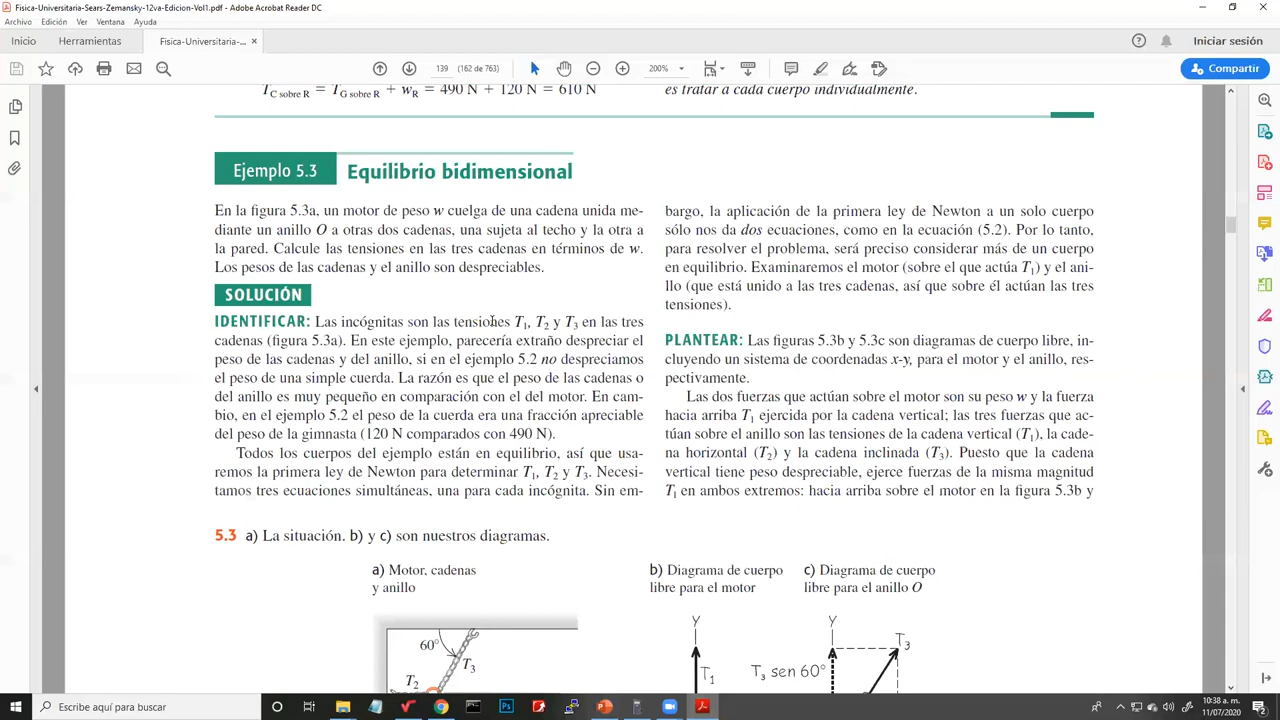 Fisica-Universitaria-Sears-Zemansky-12va-Edicion-Vol1.pdf - Adobe Acrobat Reader DC
Archivo Edición Ver Ventana Ayuda
Inicio Herramientas Fisica-Universitaria-... × Iniciar sesión
139 (162 de 763) 200% Compartir
T C sobre R = T G sobre R + w R = 490 N + 120 N = 610 N
es tratar a cada cuerpo individualmente.
Ejemplo 5.3 Equilibrio bidimensional
En la figura 5.3a, un motor de peso w cuelga de una cadena unida me-
diante un anillo O a otras dos cadenas, una sujeta al techo y la otra a
la pared. Calcule las tensiones en las tres cadenas en términos de w.
Los pesos de las cadenas y el anillo son despreciables.
SOLUCIÓN
IDENTIFICAR: Las incógnitas son las tensiones T1, T2 y T3 en las tres
cadenas (figura 5.3a). En este ejemplo, parecería extraño despreciar el
peso de las cadenas y del anillo, si en el ejemplo 5.2 no despreciamos
el peso de una simple cuerda. La razón es que el peso de las cadenas o
del anillo es muy pequeño en comparación con el del motor. En cam-
bio, en el ejemplo 5.2 el peso de la cuerda era una fracción apreciable
del peso de la gimnasta (120 N comparados con 490 N).
Todos los cuerpos del ejemplo están en equilibrio, así que usa-
remos la primera ley de Newton para determinar T1, T2 y T3. Necesi-
tamos tres ecuaciones simultáneas, una para cada incógnita. Sin em-
bargo, la aplicación de la primera ley de Newton a un solo cuerpo
sólo nos da dos ecuaciones, como en la ecuación (5.2). Por lo tanto,
para resolver el problema, será preciso considerar más de un cuerpo
en equilibrio. Examinaremos el motor (sobre el que actúa T1) y el ani-
llo (que está unido a las tres cadenas, así que sobre él actúan las tres
tensiones).
PLANTEAR: Las figuras 5.3b y 5.3c son diagramas de cuerpo libre, in-
cluyendo un sistema de coordenadas x-y, para el motor y el anillo, res-
pectivamente.
Las dos fuerzas que actúan sobre el motor son su peso w y la fuerza
hacia arriba T1 ejercida por la cadena vertical; las tres fuerzas que ac-
túan sobre el anillo son las tensiones de la cadena vertical (T1), la cade-
na horizontal (T2) y la cadena inclinada (T3). Puesto que la cadena
vertical tiene peso despreciable, ejerce fuerzas de la misma magnitud
T1 en ambos extremos: hacia arriba sobre el motor en la figura 5.3b y
5.3 a) La situación. b) y c) son nuestros diagramas.
a) Motor, cadenas
y anillo
b) Diagrama de cuerpo
libre para el motor
c) Diagrama de cuerpo
libre para el anillo O
60°
T3
T2
Y
T1
Y
T3
T3 sen 60°
Escribe aquí para buscar
10:38 a. m.
11/07/2020